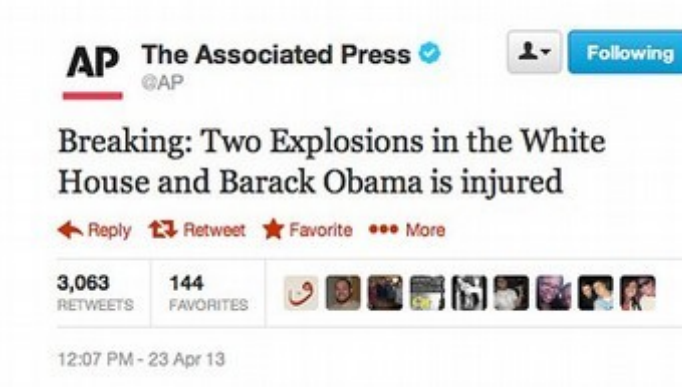 AP The Associated Press
@AP
Following
Breaking: Two Explosions in the White
House and Barack Obama is injured
Reply Retweet Favorite More
3,063 144
RETWEETS FAVORITES
ف
12:07 PM - 23 Apr 13